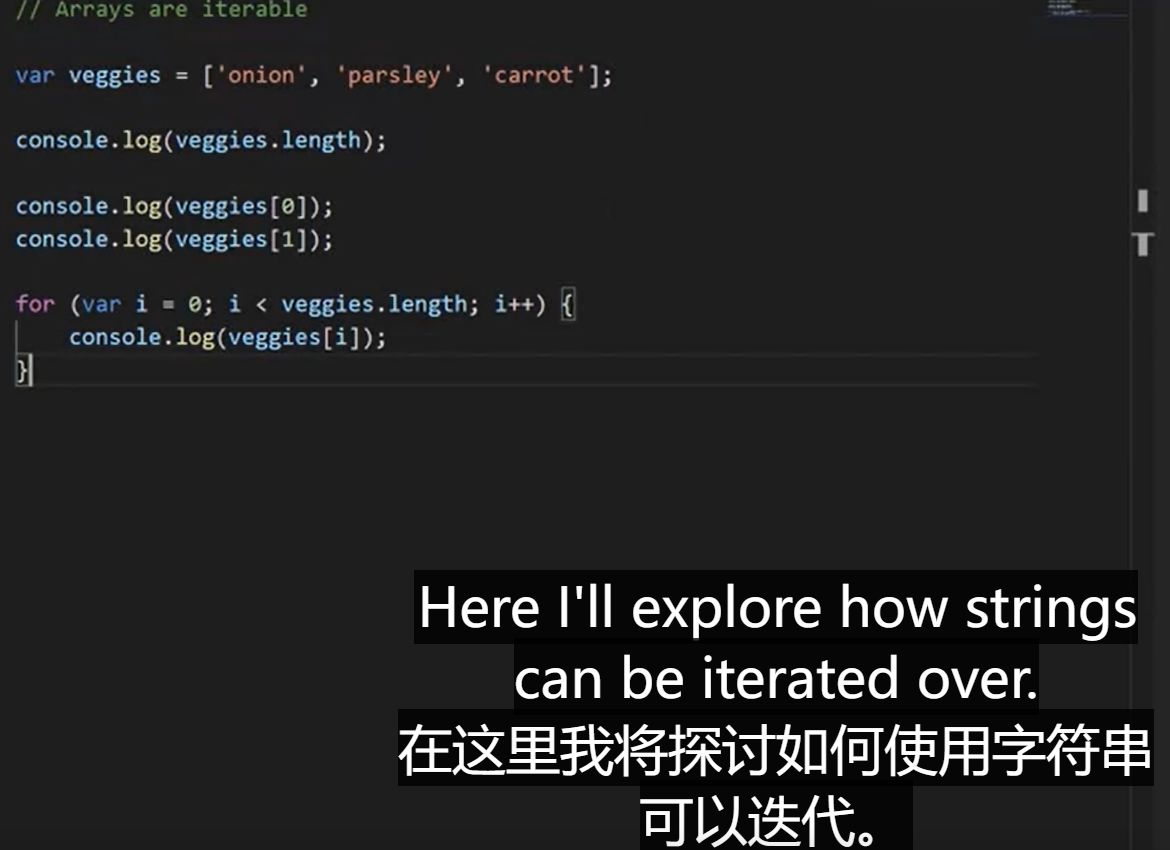 // Arrays are iterable
var veggies = ['onion', 'parsley', 'carrot'];
console.log(veggies.length);
console.log(veggies[0]);
console.log(veggies[1]);
for (var i = 0; i < veggies.length; i++) {
    console.log(veggies[i]);
}
Here I'll explore how strings
can be iterated over.
在这里我将探讨如何使用字符串
可以迭代。